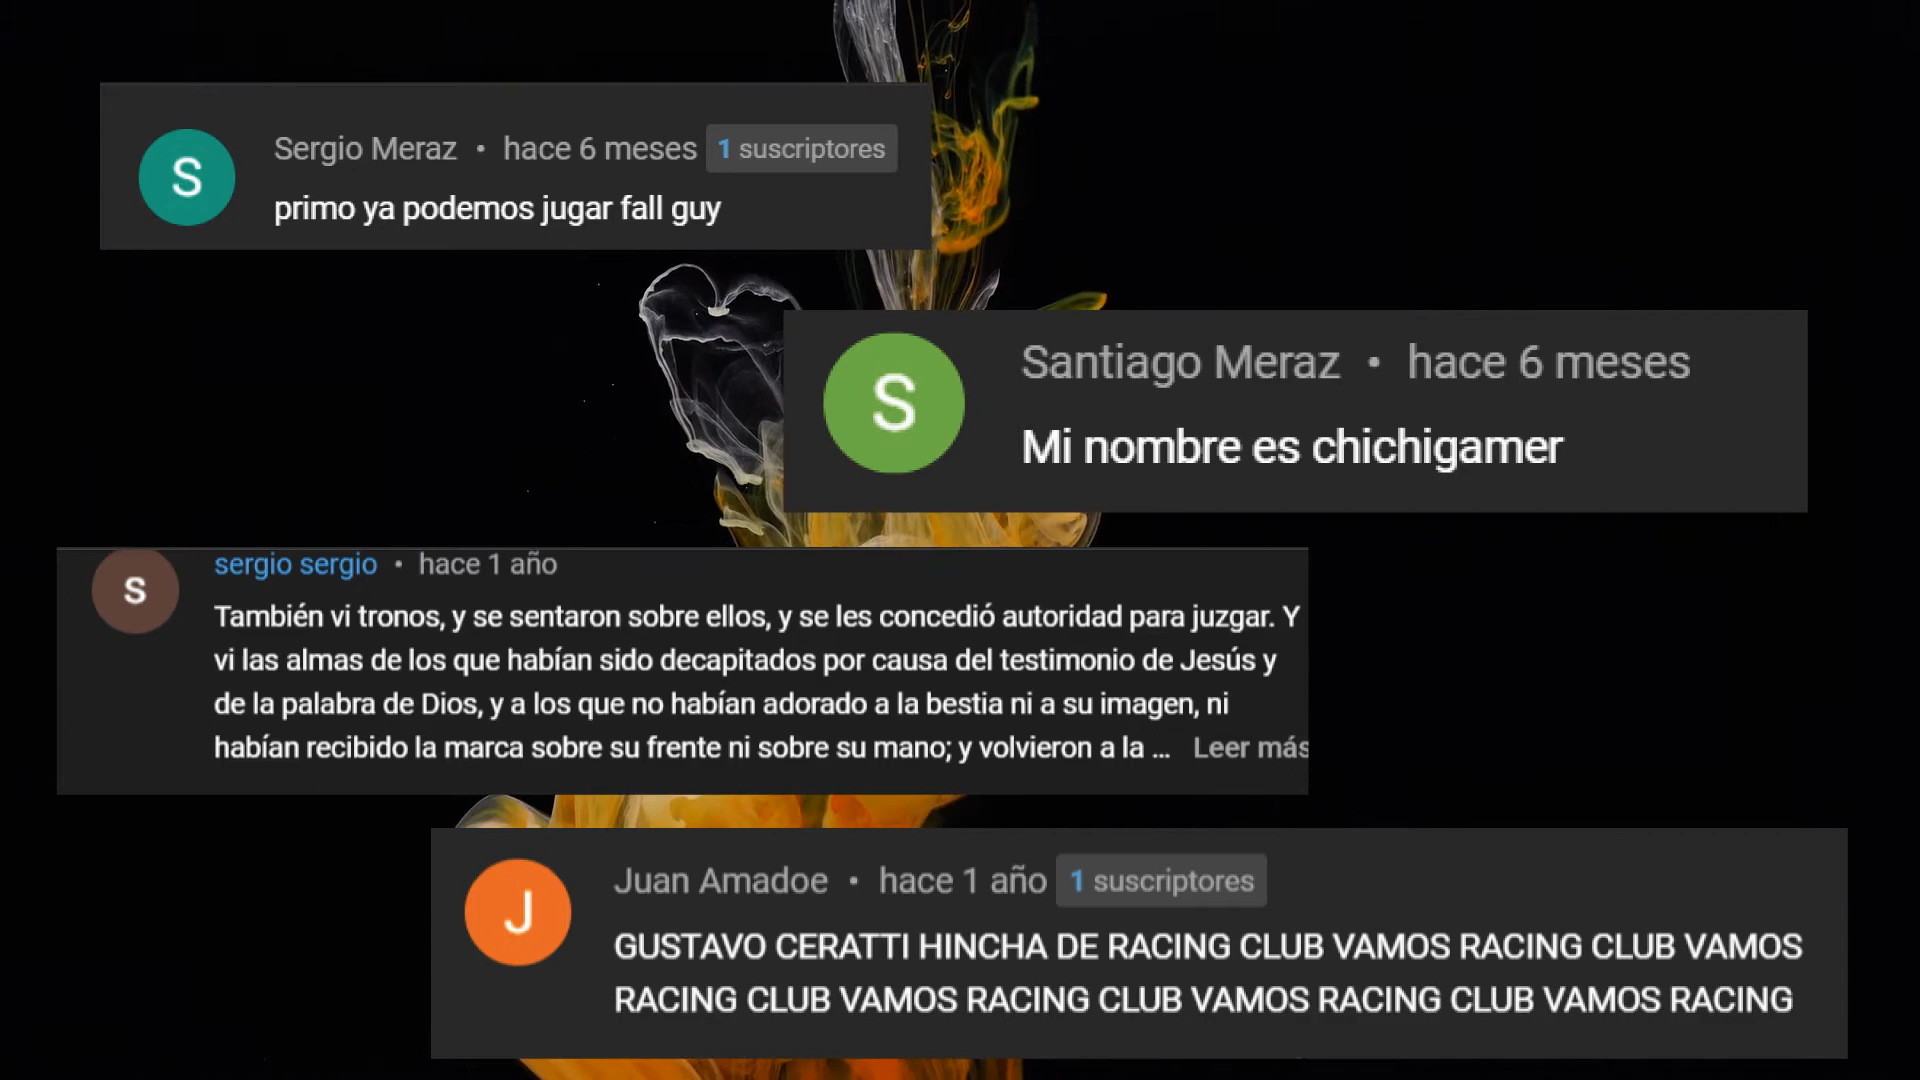 S
Sergio Meraz • hace 6 meses 1 suscriptores
primo ya podemos jugar fall guy
S
Santiago Meraz • hace 6 meses
Mi nombre es chichigamer
S
sergio sergio • hace 1 año
También vi tronos, y se sentaron sobre ellos, y se les concedió autoridad para juzgar. Y
vi las almas de los que habían sido decapitados por causa del testimonio de Jesús y
de la palabra de Dios, y a los que no habían adorado a la bestia ni a su imagen, ni
habían recibido la marca sobre su frente ni sobre su mano; y volvieron a la ... Leer más
J
Juan Amadoe • hace 1 año 1 suscriptores
GUSTAVO CERATTI HINCHA DE RACING CLUB VAMOS RACING CLUB VAMOS
RACING CLUB VAMOS RACING CLUB VAMOS RACING CLUB VAMOS RACING